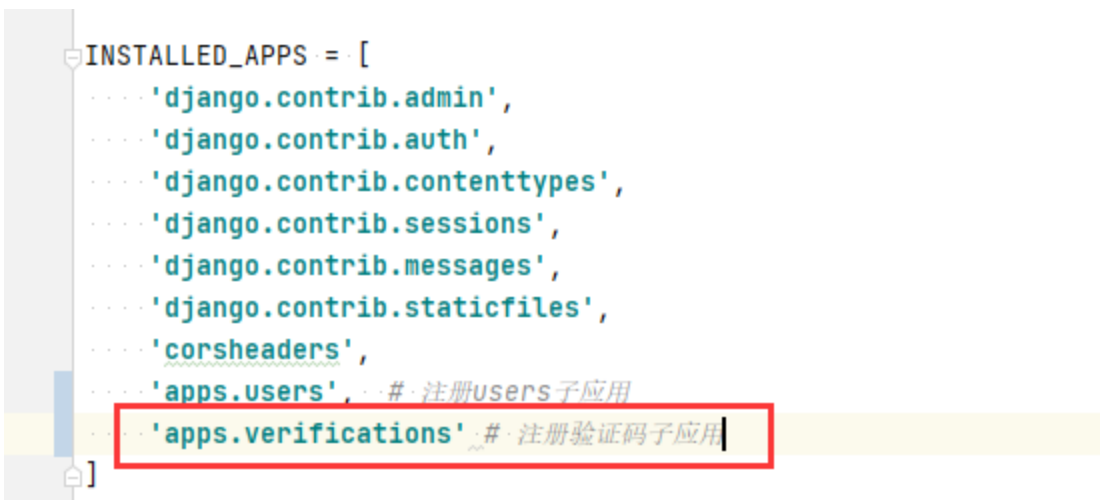 INSTALLED_APPS = [
    'django.contrib.admin',
    'django.contrib.auth',
    'django.contrib.contenttypes',
    'django.contrib.sessions',
    'django.contrib.messages',
    'django.contrib.staticfiles',
    'corsheaders',
    'apps.users',  # 注册users子应用
    'apps.verifications' # 注册验证码子应用
]